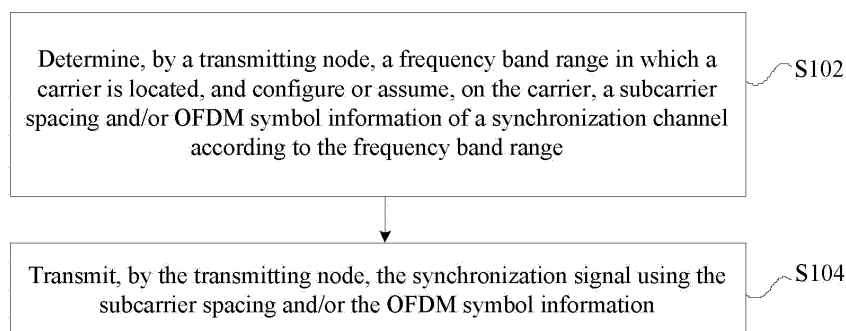 Determine, by a transmitting node, a frequency band range in which a
carrier is located, and configure or assume, on the carrier, a subcarrier
spacing and/or OFDM symbol information of a synchronization channel
according to the frequency band range
S102
Transmit, by the transmitting node, the synchronization signal using the
subcarrier spacing and/or the OFDM symbol information
S104